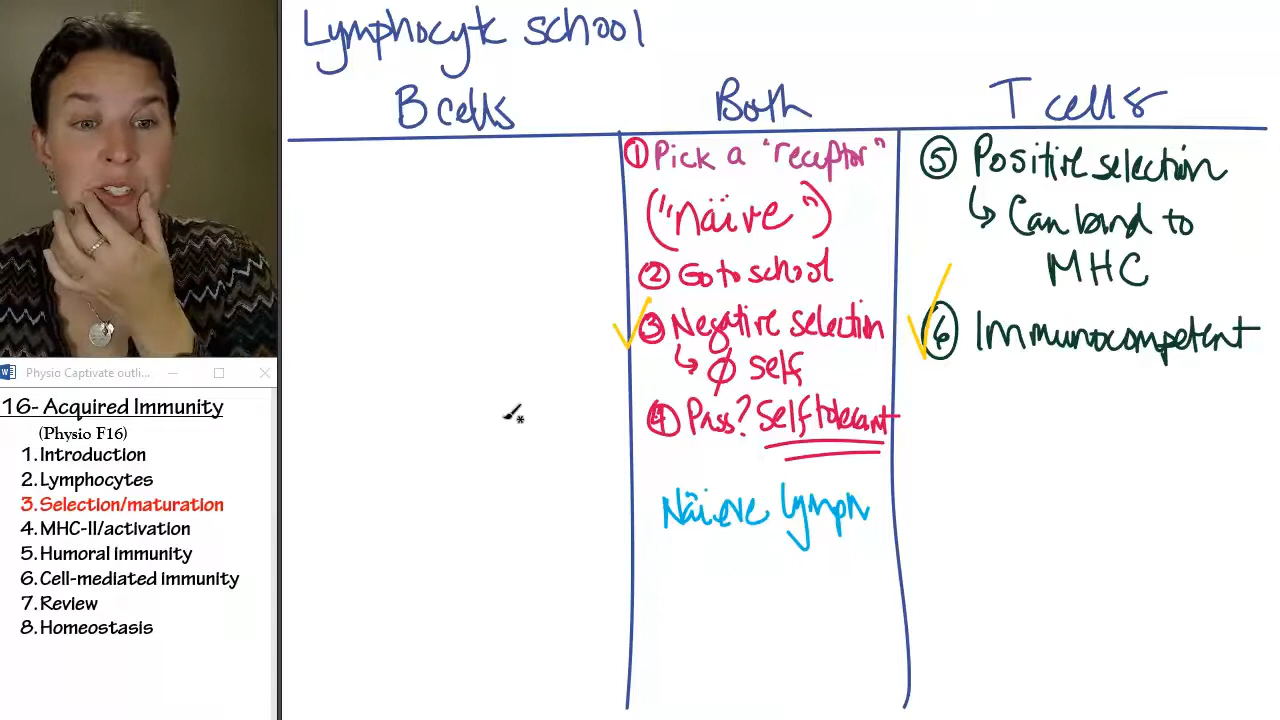 Lymphocyte school
B cells
Both
T cells
① Pick a "receptor"
("näive")
② Go to school
③ Negative selection
↳ Ø self
④ Pass? Self tolerant
Näieve lymph
⑤ Positive selection
↳ Can bind to
MHC
⑥ Immunocompetent
Physio Captivate outli...
16- Acquired Immunity
(Physio F16)
1. Introduction
2. Lymphocytes
3. Selection/maturation
4. MHC-II/activation
5. Humoral immunity
6. Cell-mediated immunity
7. Review
8. Homeostasis